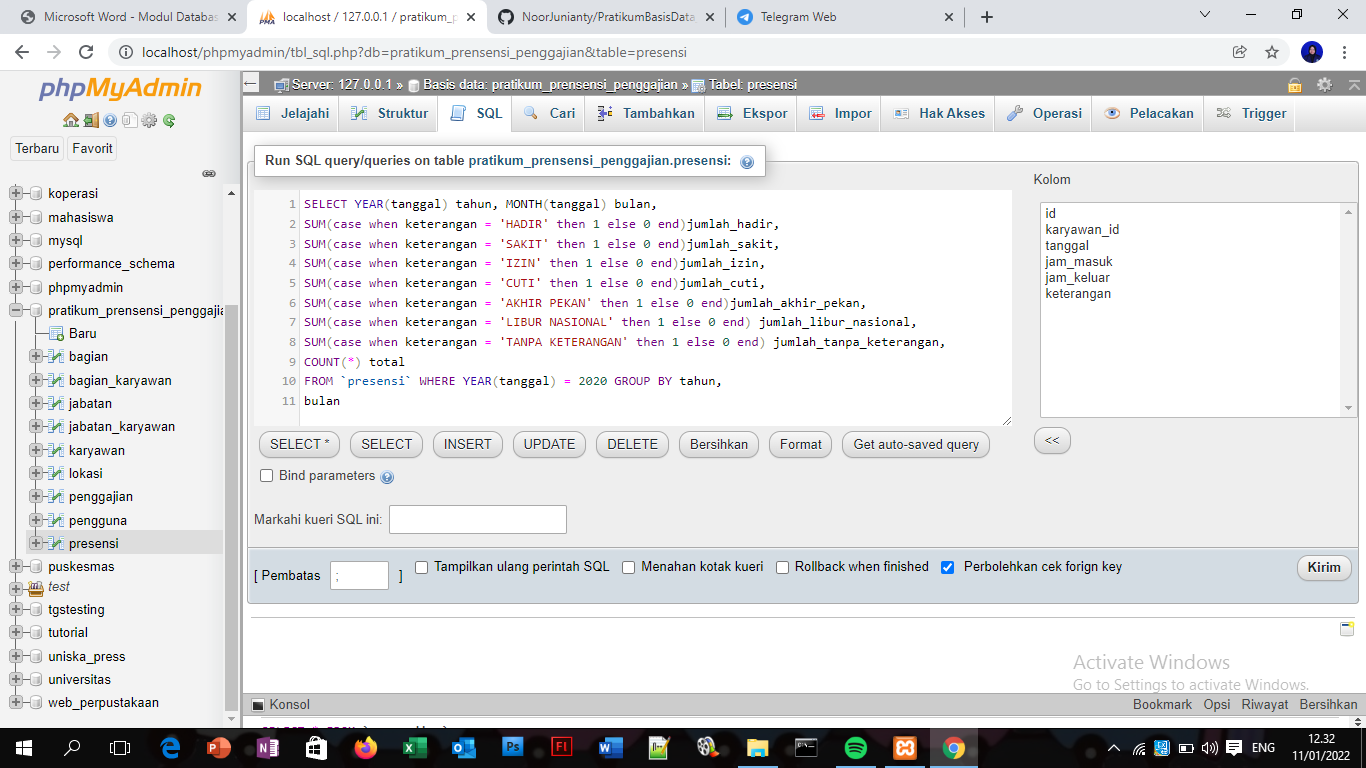 Microsoft Word - Modul Databas
localhost / 127.0.0.1 / pratikum_p
NoorJunianty/PratikumBasisData
Telegram Web
localhost/phpmyadmin/tbl_sql.php?db=pratikum_prensensi_penggajian&table=presensi
phpMyAdmin
Terbaru
Favorit
koperasi
mahasiswa
mysql
performance_schema
phpmyadmin
pratikum_prensensi_penggajia
Baru
bagian
bagian_karyawan
jabatan
jabatan_karyawan
karyawan
lokasi
penggajian
pengguna
presensi
puskesmas
test
tgstesting
tutorial
uniska_press
universitas
web_perpustakaan
Server: 127.0.0.1 » Basis data: pratikum_prensensi_penggajian » Tabel: presensi
Jelajahi
Struktur
SQL
Cari
Tambahkan
Ekspor
Impor
Hak Akses
Operasi
Pelacakan
Trigger
Run SQL query/queries on table pratikum_prensensi_penggajian.presensi:
1 SELECT YEAR(tanggal) tahun, MONTH(tanggal) bulan,
2 SUM(case when keterangan = 'HADIR' then 1 else 0 end)jumlah_hadir,
3 SUM(case when keterangan = 'SAKIT' then 1 else 0 end)jumlah_sakit,
4 SUM(case when keterangan = 'IZIN' then 1 else 0 end)jumlah_izin,
5 SUM(case when keterangan = 'CUTI' then 1 else 0 end)jumlah_cuti,
6 SUM(case when keterangan = 'AKHIR PEKAN' then 1 else 0 end)jumlah_akhir_pekan,
7 SUM(case when keterangan = 'LIBUR NASIONAL' then 1 else 0 end) jumlah_libur_nasional,
8 SUM(case when keterangan = 'TANPA KETERANGAN' then 1 else 0 end) jumlah_tanpa_keterangan,
9 COUNT(*) total
10 FROM `presensi` WHERE YEAR(tanggal) = 2020 GROUP BY tahun,
11 bulan
Kolom
id
karyawan_id
tanggal
jam_masuk
jam_keluar
keterangan
<<
SELECT *
SELECT
INSERT
UPDATE
DELETE
Bersihkan
Format
Get auto-saved query
Bind parameters
Markahi kueri SQL ini:
[ Pembatas ; ]
Tampilkan ulang perintah SQL
Menahan kotak kueri
Rollback when finished
Perbolehkan cek forign key
Kirim
Activate Windows
Go to Settings to activate Windows.
Konsol
Bookmark Opsi Riwayat Bersihkan
ENG
12.32
11/01/2022